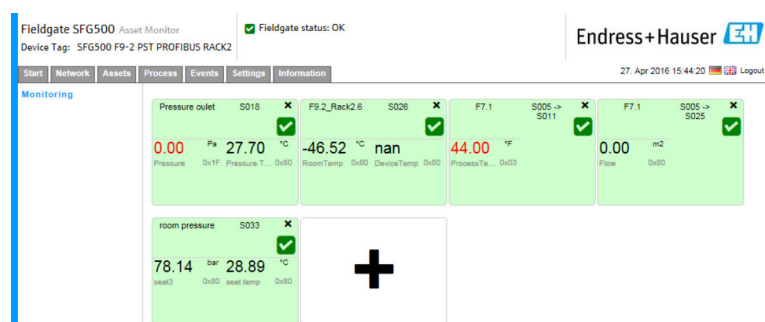 Fieldgate SFG500 Asset Monitor
Device Tag: SFG500 F9-2 PST PROFIBUS RACK2
Fieldgate status: OK
Endress+Hauser EH
Start Network Assets Process Events Settings Information
27. Apr 2016 15:44:20 Logout
Monitoring
Pressure oulet S018
0.00 Pa 27.70 °C
Pressure 0x1F Pressure T... 0x80
F9.2_Rack2.6 S026
-46.52 °C nan
RoomTemp 0x80 DeviceTemp 0x80
F7.1 S005 ->
S011
44.00 °F
ProcessTe... 0x03
F7.1 S005 ->
S025
0.00 m2
Flow 0x80
room pressure S033
78.14 bar 28.89 °C
seat3 0x80 seat temp 0x80